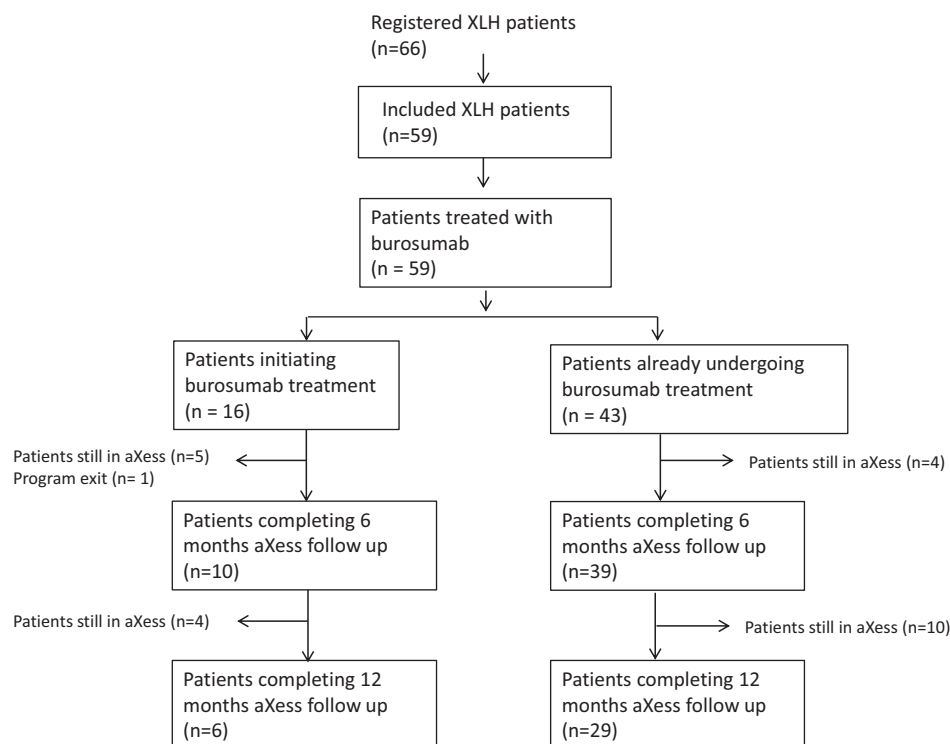 Registered XLH patients
(n=66)
Included XLH patients
(n=59)
Patients treated with
burosumab
(n = 59)
Patients initiating
burosumab treatment
(n = 16)
Patients already undergoing
burosumab treatment
(n = 43)
Patients still in aXess (n=5)
Program exit (n= 1)
Patients still in aXess (n=4)
Patients completing 6
months aXess follow up
(n=10)
Patients completing 6
months aXess follow up
(n=39)
Patients still in aXess (n=4)
Patients still in aXess (n=10)
Patients completing 12
months aXess follow up
(n=6)
Patients completing 12
months aXess follow up
(n=29)